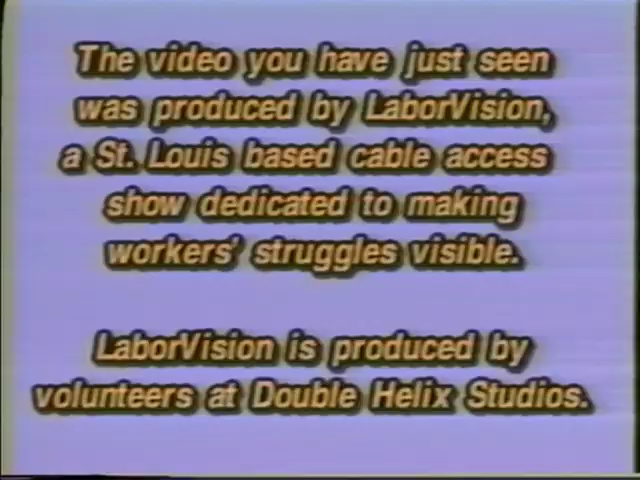 The video you have just seen
was produced by LaborVision,
a St. Louis based cable access
show dedicated to making
workers' struggles visible.
LaborVision is produced by
volunteers at Double Helix Studios.